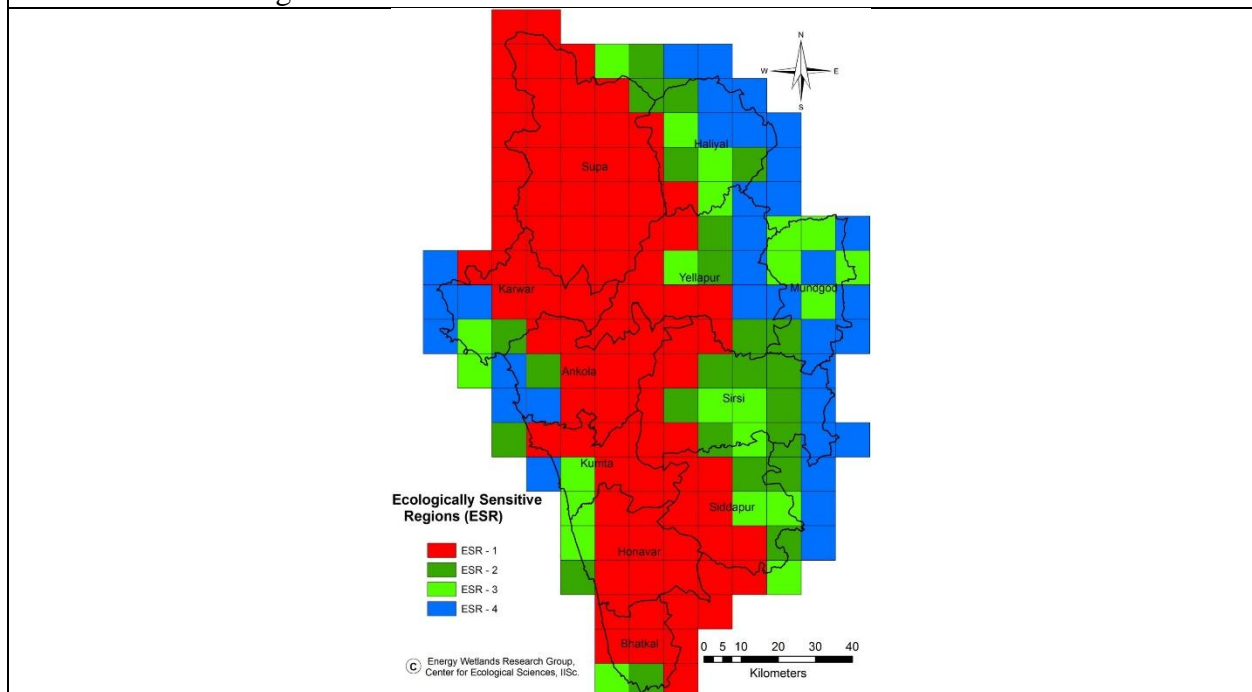 N
W E
S
Haliyal
Supa
Yellapur
Karwar
Mundgod
Ankola
Sirsi
Kumta
Ecologically Sensitive
Regions (ESR)
Siddapur
ESR - 1
Honavar
ESR - 2
ESR - 3
ESR - 4
Bhatkal
0 5 10 20 30 40
Kilometers
C Energy Wetlands Research Group,
Center for Ecological Sciences, IISc.